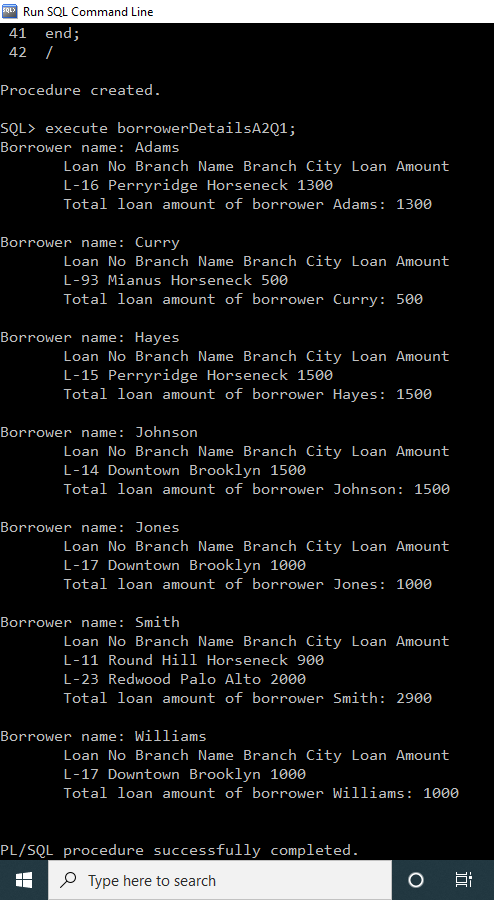 Run SQL Command Line
41  end;
42  /
Procedure created.
SQL> execute borrowerDetailsA2Q1;
Borrower name: Adams
Loan No Branch Name Branch City Loan Amount
L-16 Perryridge Horseneck 1300
Total loan amount of borrower Adams: 1300
Borrower name: Curry
Loan No Branch Name Branch City Loan Amount
L-93 Mianus Horseneck 500
Total loan amount of borrower Curry: 500
Borrower name: Hayes
Loan No Branch Name Branch City Loan Amount
L-15 Perryridge Horseneck 1500
Total loan amount of borrower Hayes: 1500
Borrower name: Johnson
Loan No Branch Name Branch City Loan Amount
L-14 Downtown Brooklyn 1500
Total loan amount of borrower Johnson: 1500
Borrower name: Jones
Loan No Branch Name Branch City Loan Amount
L-17 Downtown Brooklyn 1000
Total loan amount of borrower Jones: 1000
Borrower name: Smith
Loan No Branch Name Branch City Loan Amount
L-11 Round Hill Horseneck 900
L-23 Redwood Palo Alto 2000
Total loan amount of borrower Smith: 2900
Borrower name: Williams
Loan No Branch Name Branch City Loan Amount
L-17 Downtown Brooklyn 1000
Total loan amount of borrower Williams: 1000
PL/SQL procedure successfully completed.
Type here to search